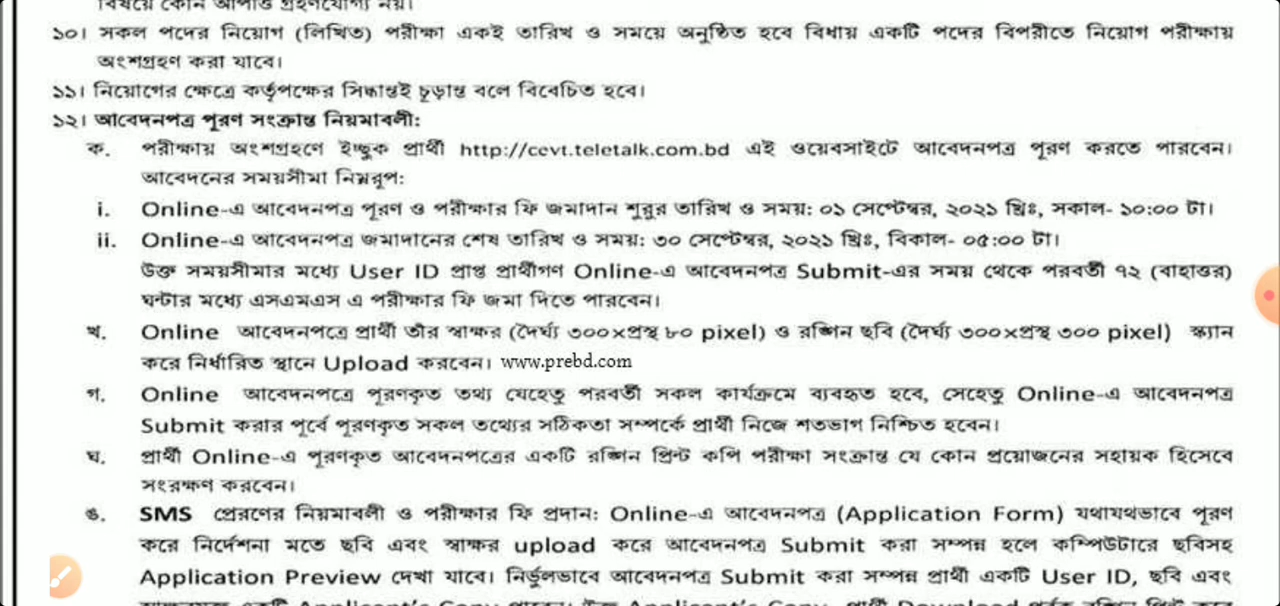 বিষয়ে কোন আপত্তি গ্রহণযোগ্য নয়।
১০। সকল পদের নিয়োগ (লিখিত) পরীক্ষা একই তারিখ ও সময়ে অনুষ্ঠিত হবে বিধায় একটি পদের বিপরীতে নিয়োগ পরীক্ষায়
অংশগ্রহণ করা যাবে।
১১। নিয়োগের ক্ষেত্রে কর্তৃপক্ষের সিদ্ধান্তই চূড়ান্ত বলে বিবেচিত হবে।
১২। আবেদনপত্র পূরণ সংক্রান্ত নিয়মাবলী:
ক. পরীক্ষায় অংশগ্রহণে ইচ্ছুক প্রার্থী http://cevt.teletalk.com.bd এই ওয়েবসাইটে আবেদনপত্র পূরণ করতে পারবেন।
আবেদনের সময়সীমা নিম্নরূপ:
i. Online-এ আবেদনপত্র পূরণ ও পরীক্ষার ফি জমাদান শুরুর তারিখ ও সময়: ০১ সেপ্টেম্বর, ২০২১ খ্রিঃ, সকাল- ১০:০০ টা।
ii. Online-এ আবেদনপত্র জমাদানের শেষ তারিখ ও সময়: ৩০ সেপ্টেম্বর, ২০২১ খ্রিঃ, বিকাল- ০৫:০০ টা।
উক্ত সময়সীমার মধ্যে User ID প্রাপ্ত প্রার্থীগণ Online-এ আবেদনপত্র Submit-এর সময় থেকে পরবর্তী ৭২ (বাহাত্তর)
ঘন্টার মধ্যে এসএমএস এ পরীক্ষার ফি জমা দিতে পারবেন।
খ. Online আবেদনপত্রে প্রার্থী তাঁর স্বাক্ষর (দৈর্ঘ্য ৩০০×প্রস্থ ৮০ pixel) ও রঙ্গিন ছবি (দৈর্ঘ্য ৩০০×প্রস্থ ৩০০ pixel) স্ক্যান
করে নির্ধারিত স্থানে Upload করবেন। www.prebd.com
গ. Online আবেদনপত্রে পূরণকৃত তথ্য যেহেতু পরবর্তী সকল কার্যক্রমে ব্যবহৃত হবে, সেহেতু Online-এ আবেদনপত্র
Submit করার পূর্বে পূরণকৃত সকল তথ্যের সঠিকতা সম্পর্কে প্রার্থী নিজে শতভাগ নিশ্চিত হবেন।
ঘ. প্রার্থী Online-এ পূরণকৃত আবেদনপত্রের একটি রঙ্গিন প্রিন্ট কপি পরীক্ষা সংক্রান্ত যে কোন প্রয়োজনের সহায়ক হিসেবে
সংরক্ষণ করবেন।
ঙ. SMS প্রেরণের নিয়মাবলী ও পরীক্ষার ফি প্রদান: Online-এ আবেদনপত্র (Application Form) যথাযথভাবে পূরণ
করে নির্দেশনা মতে ছবি এবং স্বাক্ষর upload করে আবেদনপত্র Submit করা সম্পন্ন হলে কম্পিউটারে ছবিসহ
Application Preview দেখা যাবে। নির্ভুলভাবে আবেদনপত্র Submit করা সম্পন্ন প্রার্থী একটি User ID, ছবি এবং